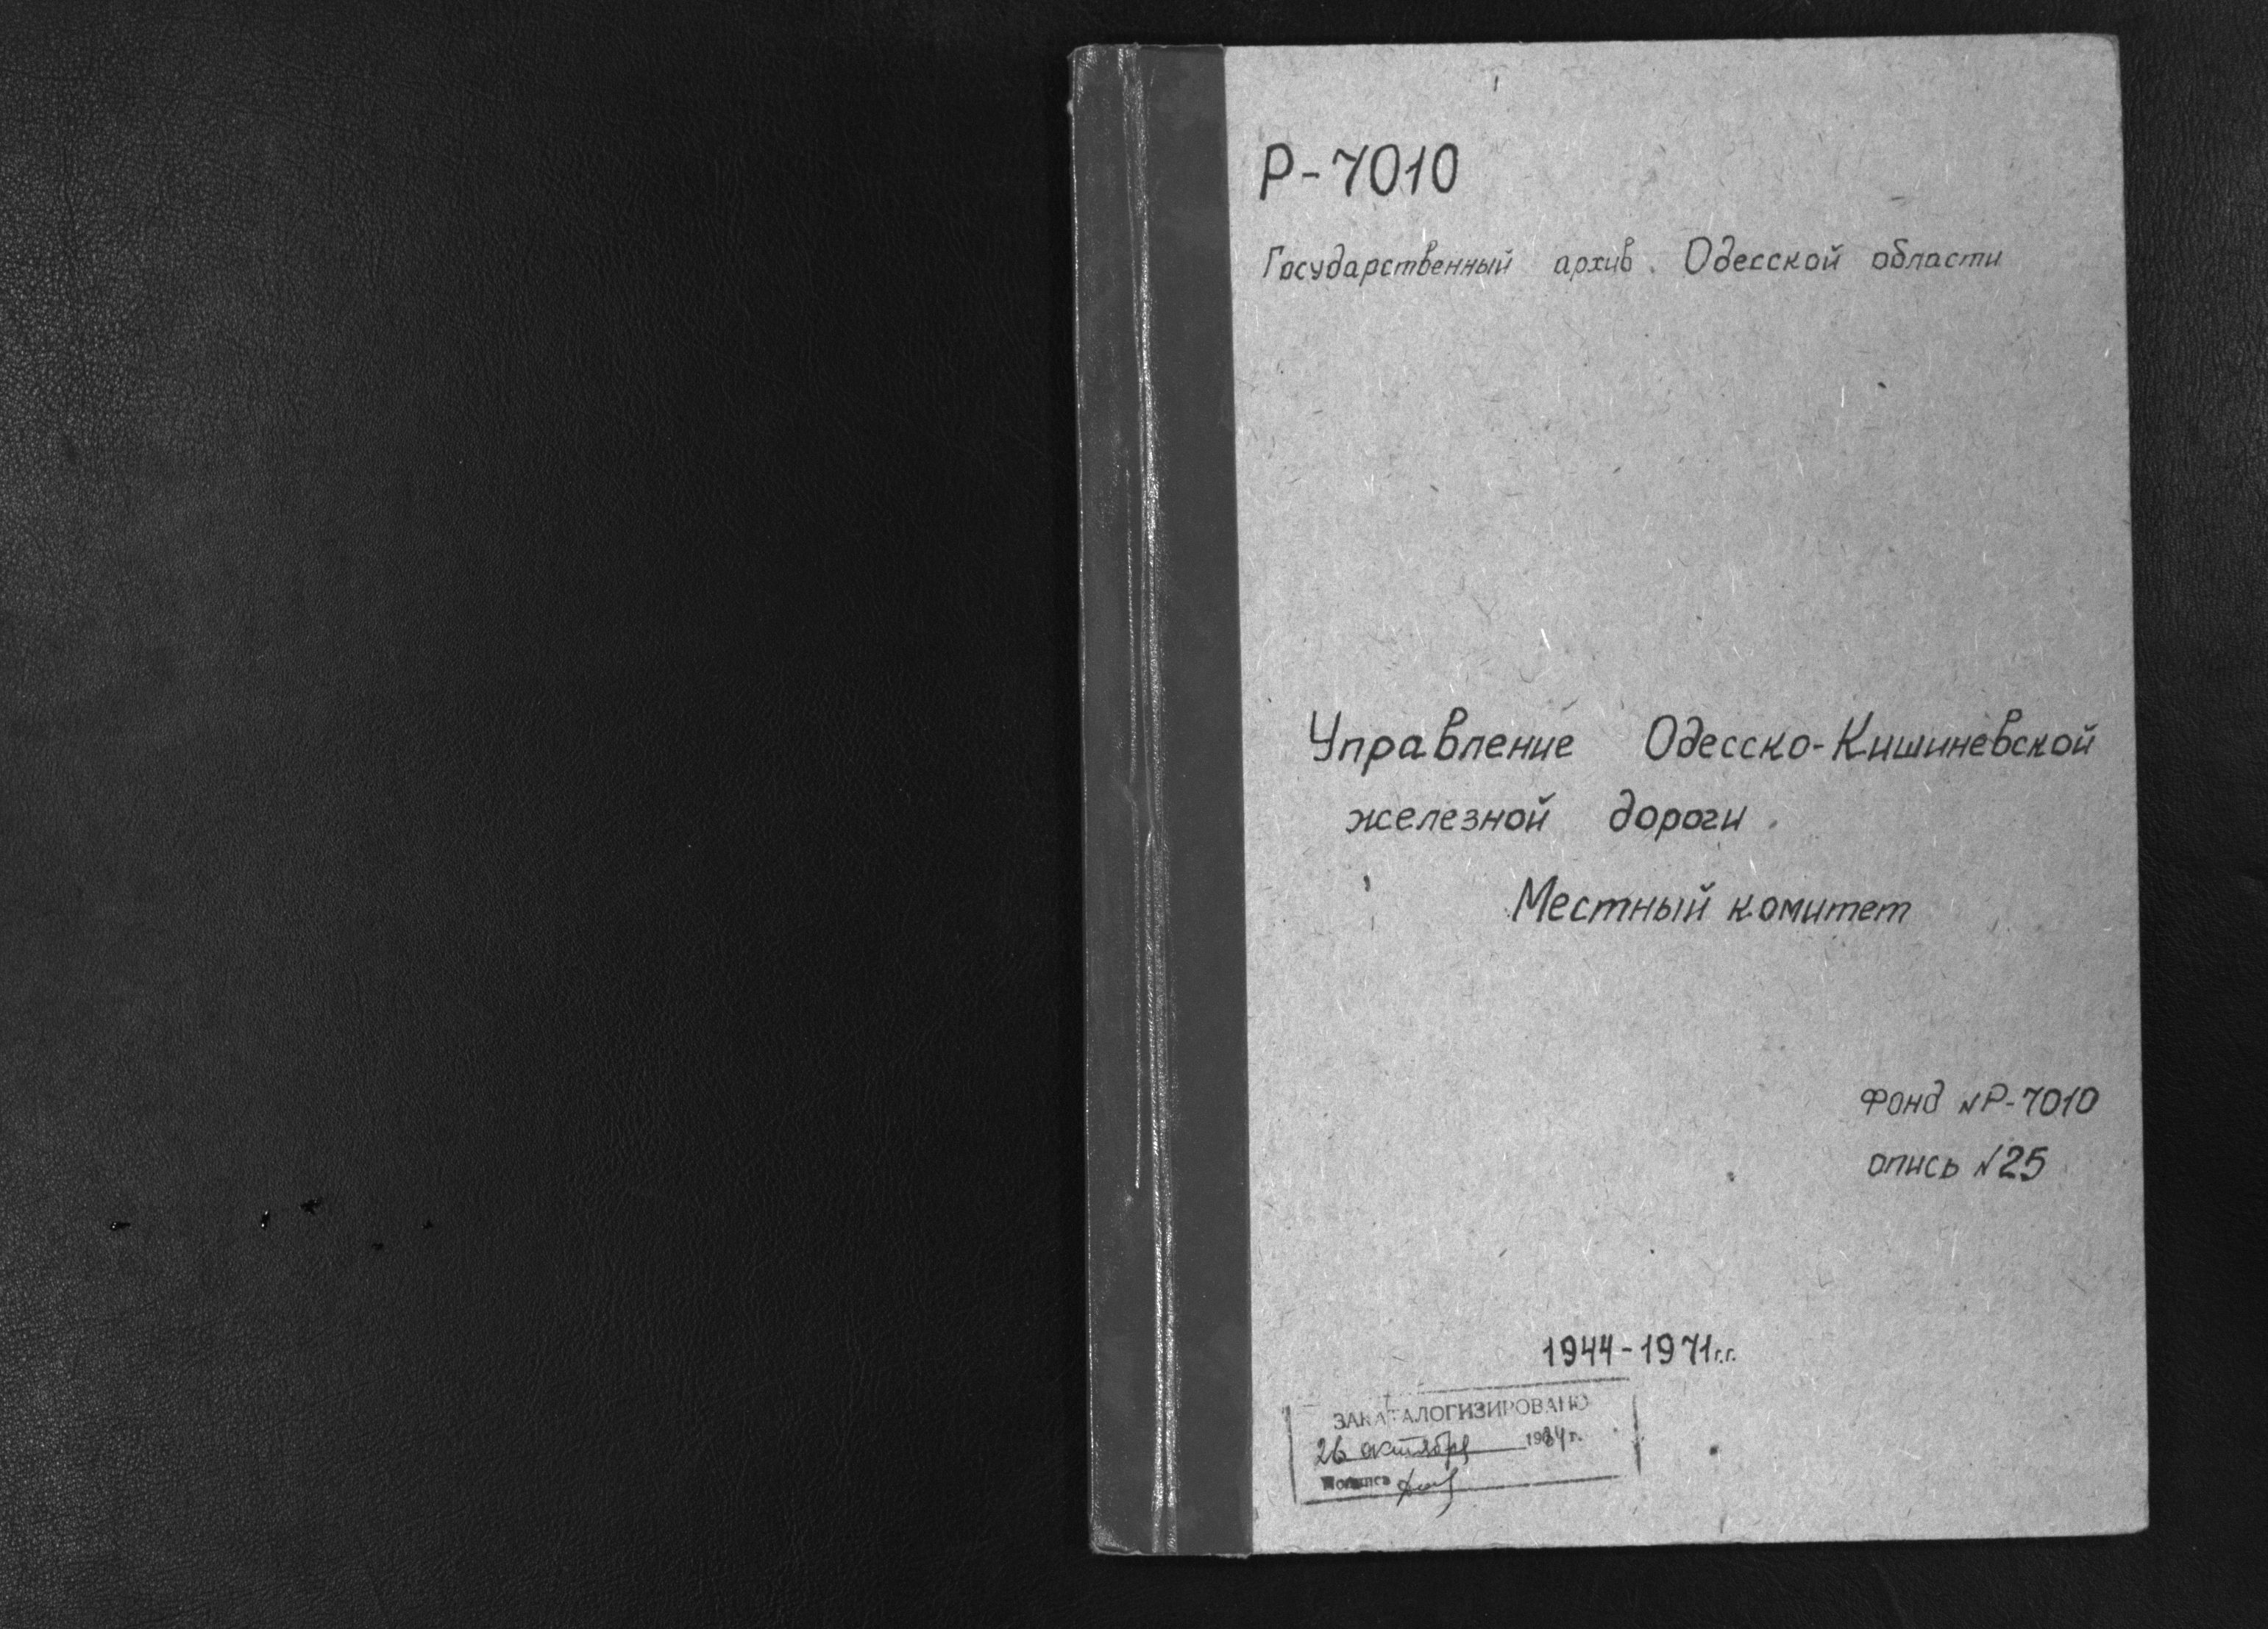 Р-7010
Государственный архив Одесской области
Управление Одесско-Кишиневской
железной дороги
Местный комитет
Фонд №Р-7010
опись №25
1944-1971г.г.
ЗАКАТАЛОГИЗИРОВАНО
26 октября 1984 г.
Подпись